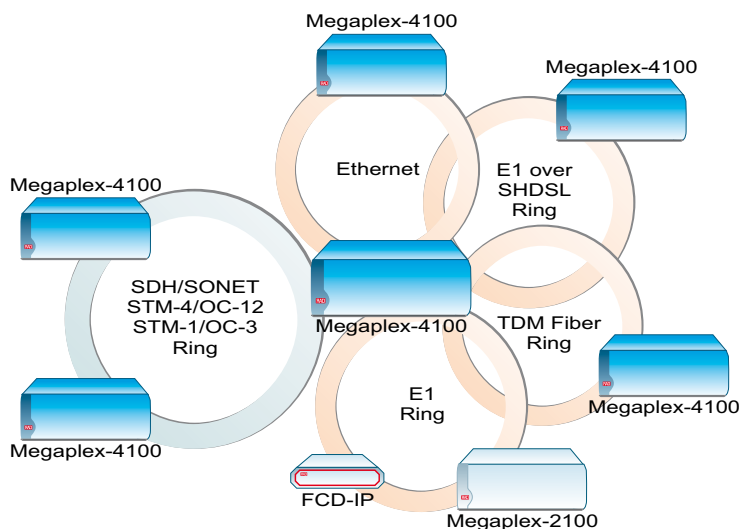 Megaplex-4100
Megaplex-4100
Ethernet
E1 over
SHDSL
Ring
Megaplex-4100
SDH/SONET
STM-4/OC-12
STM-1/OC-3
Ring
Megaplex-4100
TDM Fiber
Ring
E1
Ring
Megaplex-4100
Megaplex-4100
FCD-IP
Megaplex-2100